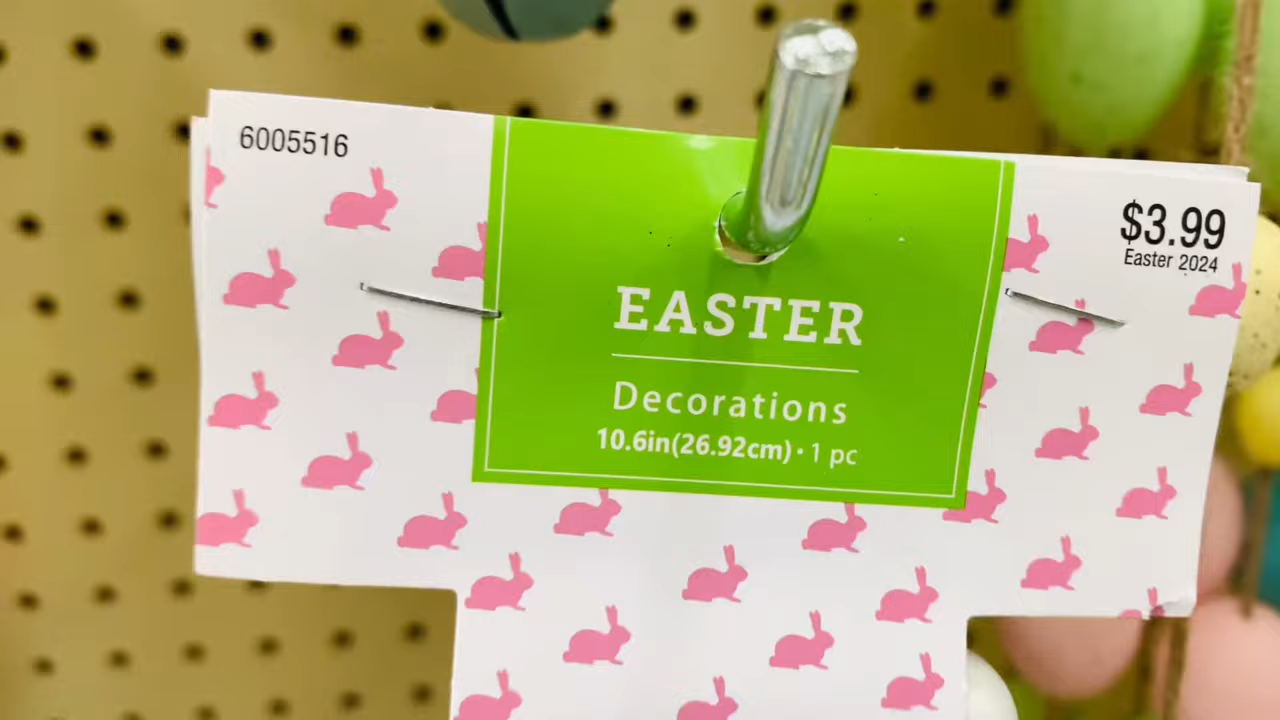 6005516
$3.99
Easter 2024
EASTER
Decorations
10.6in(26.92cm)·1 pc